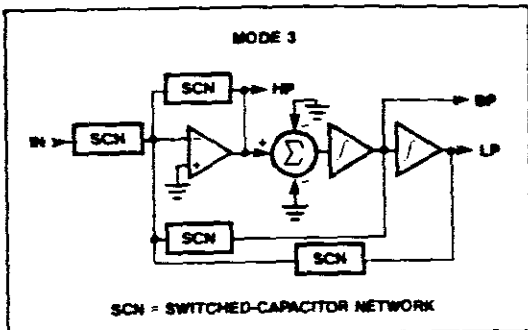 MODE 3
SCN
HP
IN
SCN
+
+
Σ
-
∫
∫
BP
LP
SCN
SCN
SCN = SWITCHED-CAPACITOR NETWORK